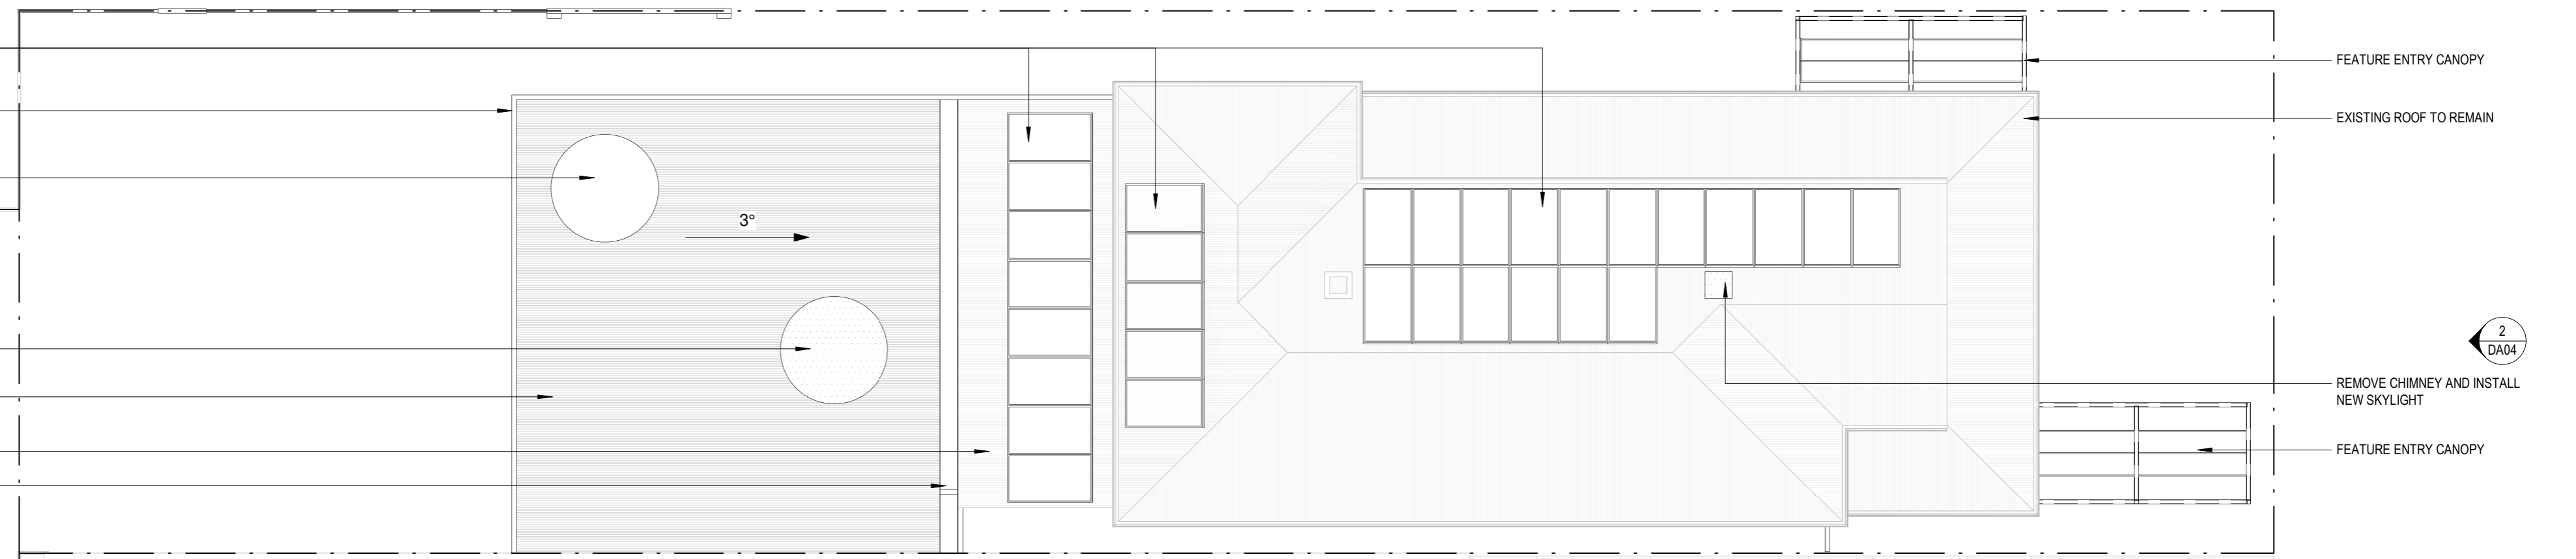 FEATURE ENTRY CANOPY
EXISTING ROOF TO REMAIN
3°
2
DA04
REMOVE CHIMNEY AND INSTALL
NEW SKYLIGHT
FEATURE ENTRY CANOPY